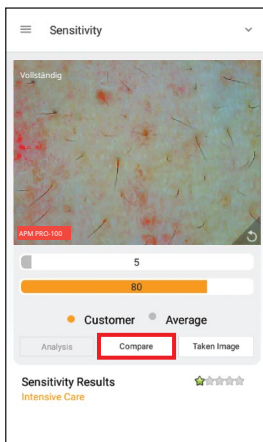 Sensitivity
Vollständig
APM PRO-100
5
80
Customer Average
Analysis Compare Taken Image
Sensitivity Results
Intensive Care